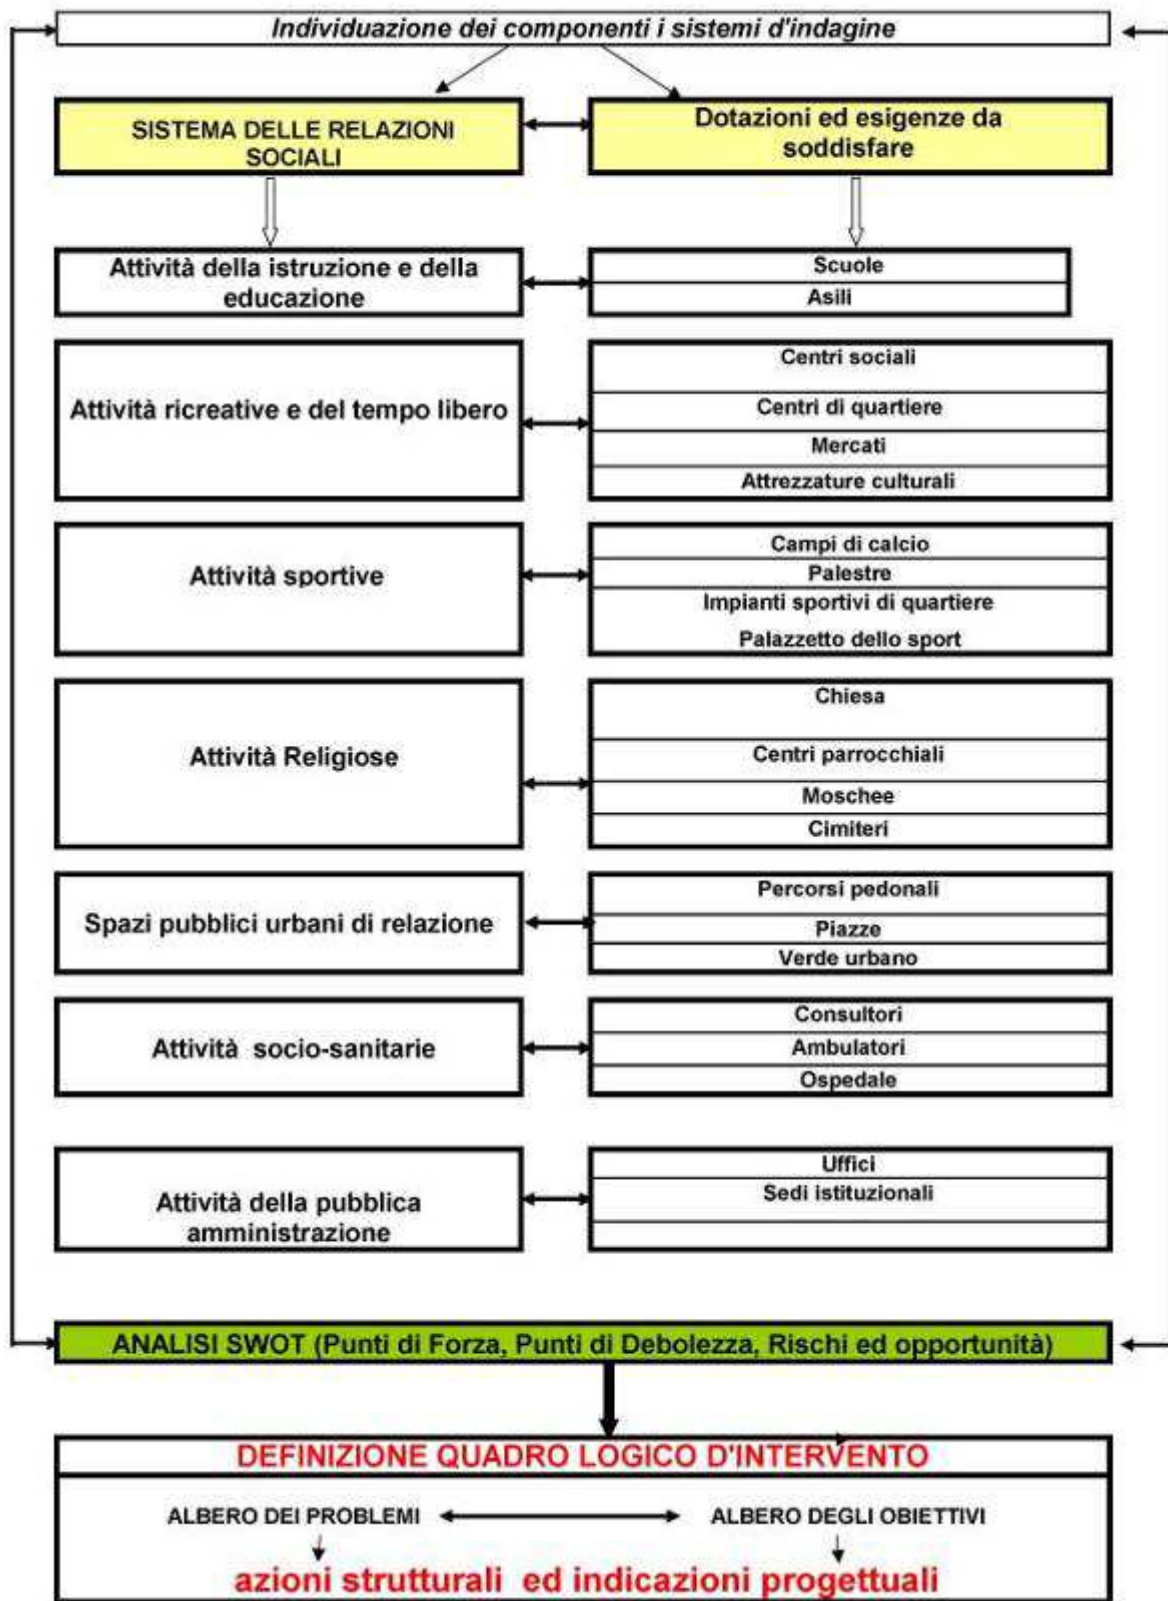 Individuazione dei componenti i sistemi d'indagine
SISTEMA DELLE RELAZIONI
SOCIALI
Dotazioni ed esigenze da
soddisfare
Attività della istruzione e della
educazione
Scuole
Asili
Attività ricreative e del tempo libero
Centri sociali
Centri di quartiere
Mercati
Attrezzature culturali
Attività sportive
Campi di calcio
Palestre
Impianti sportivi di quartiere
Palazzetto dello sport
Attività Religiose
Chiesa
Centri parrocchiali
Moschee
Cimiteri
Spazi pubblici urbani di relazione
Percorsi pedonali
Piazze
Verde urbano
Attività socio-sanitarie
Consultori
Ambulatori
Ospedale
Attività della pubblica
amministrazione
Uffici
Sedi istituzionali
ANALISI SWOT (Punti di Forza, Punti di Debolezza, Rischi ed opportunità)
DEFINIZIONE QUADRO LOGICO D'INTERVENTO
ALBERO DEI PROBLEMI
ALBERO DEGLI OBIETTIVI
azioni strutturali ed indicazioni progettuali